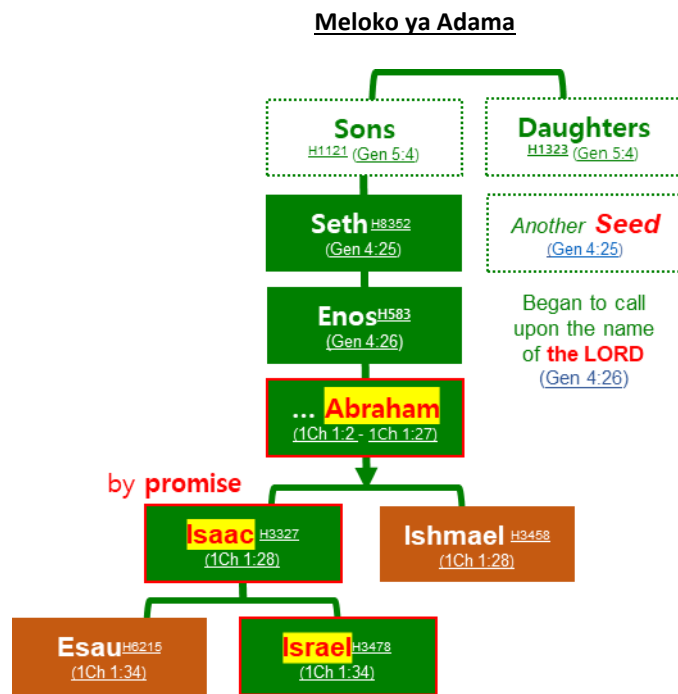 Meloko ya Adama
Sons
H1121 (Gen 5:4)
Daughters
H1323 (Gen 5:4)
Seth H8352
(Gen 4:25)
Another Seed
(Gen 4:25)
Enos H583
(Gen 4:26)
Began to call
upon the name
of the LORD
(Gen 4:26)
... Abraham
(1Ch 1:2 - 1Ch 1:27)
by promise
Isaac H3327
(1Ch 1:28)
Ishmael H3458
(1Ch 1:28)
Esau H6215
(1Ch 1:34)
Israel H3478
(1Ch 1:34)